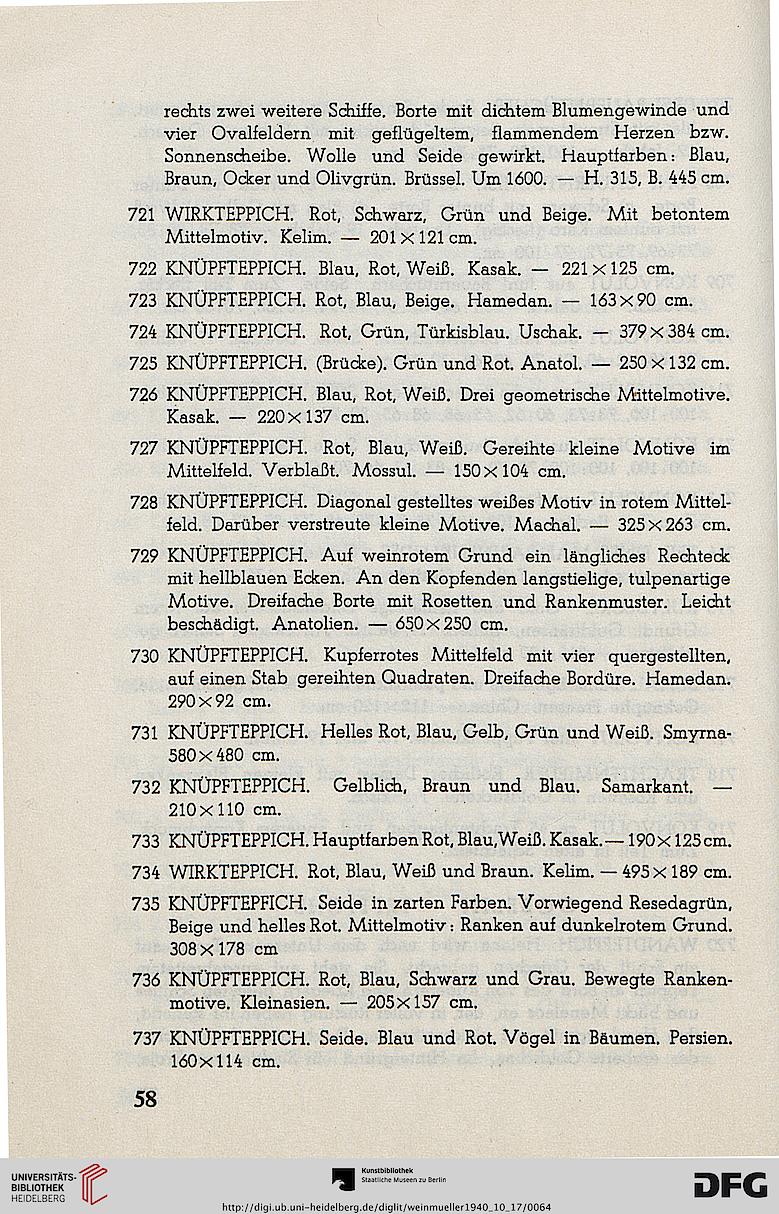 rechts zwei weitere Schiffe. Borte mit dichtem Blumengewinde und
vier Ovalfeldern mit geflügeltem, flammendem Herzen bzw.
Sonnenscheibe. Wolle und Seide gewirkt. Hauptfarben: Blau,
Braun, Ocker und Olivgrün. Brüssel. Um 1600. — H. 315, B. 445 cm.
721 WIRKTEPPICH. Rot, Schwarz, Grün und Beige. Mit betontem
Mittelmotiv. Kelim. — 201×121 cm.
722 KNÜPFTEPPICH. Blau, Rot, Weiß. Kasak. — 221×125 cm.
723 KNÜPFTEPPICH. Rot, Blau, Beige. Hamedan. — 163×90 cm.
724 KNÜPFTEPPICH. Rot, Grün, Türkisblau. Uschak. — 379×384 cm.
725 KNÜPFTEPPICH. (Brücke). Grün und Rot. Anatol. — 250×132 cm.
726 KNÜPFTEPPICH. Blau, Rot, Weiß. Drei geometrische Mittelmotive.
Kasak. — 220×137 cm.
727 KNÜPFTEPPICH. Rot, Blau, Weiß. Gereihte kleine Motive im
Mittelfeld. Verblaßt. Mossul. — 150×104 cm.
728 KNÜPFTEPPICH. Diagonal gestelltes weißes Motiv in rotem Mittel-
feld. Darüber verstreute kleine Motive. Machal. — 325×263 cm.
729 KNÜPFTEPPICH. Auf weinrotem Grund ein längliches Rechteck
mit hellblauen Ecken. An den Kopfenden langstielige, tulpenartige
Motive. Dreifache Borte mit Rosetten und Rankenmuster. Leicht
beschädigt. Anatolien. — 650×250 cm.
730 KNÜPFTEPPICH. Kupferrotes Mittelfeld mit vier quergestellten,
auf einen Stab gereihten Quadraten. Dreifache Bordüre. Hamedan.
290×92 cm.
731 KNÜPFTEPPICH. Helles Rot, Blau, Gelb, Grün und Weiß. Smyrna-
580×480 cm.
732 KNÜPFTEPPICH. Gelblich, Braun und Blau. Samarkant. —
210×110 cm.
733 KNÜPFTEPPICH. Hauptfarben Rot, Blau, Weiß. Kasak. — 190×125 cm.
734 WIRKTEPPICH. Rot, Blau, Weiß und Braun. Kelim. — 495×189 cm.
735 KNÜPFTEPFICH. Seide in zarten Farben. Vorwiegend Resedagrün,
Beige und helles Rot. Mittelmotiv: Ranken auf dunkelrotem Grund.
308×178 cm
736 KNÜPFTEPPICH. Rot, Blau, Schwarz und Grau. Bewegte Ranken-
motive. Kleinasien. — 205×157 cm.
737 KNÜPFTEPPICH. Seide. Blau und Rot. Vögel in Bäumen. Persien.
160×114 cm.
58
UNIVERSITÄTS-
BIBLIOTHEK
HEIDELBERG
Kunstbibliothek
Staatliche Museen zu Berlin
DFG
http://digi.ub.uni-heidelberg.de/diglit/weinmueller1940_10_17/0064